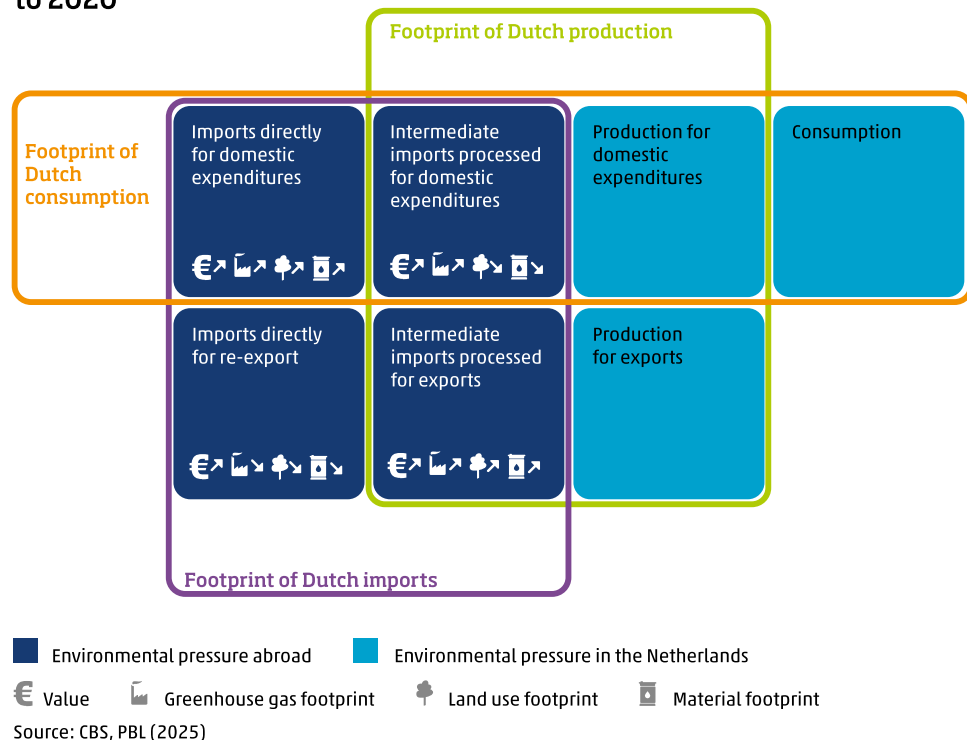 to 2020
Footprint of Dutch production
Footprint of
Dutch
consumption
Imports directly
for domestic
expenditures
Intermediate
imports processed
for domestic
expenditures
Production for
domestic
expenditures
Consumption
€
€
Imports directly
for re-export
Intermediate
imports processed
for exports
Production
for exports
€
€
Footprint of Dutch imports
Environmental pressure abroad
Environmental pressure in the Netherlands
€ Value
Greenhouse gas footprint
Land use footprint
Material footprint
Source: CBS, PBL (2025)